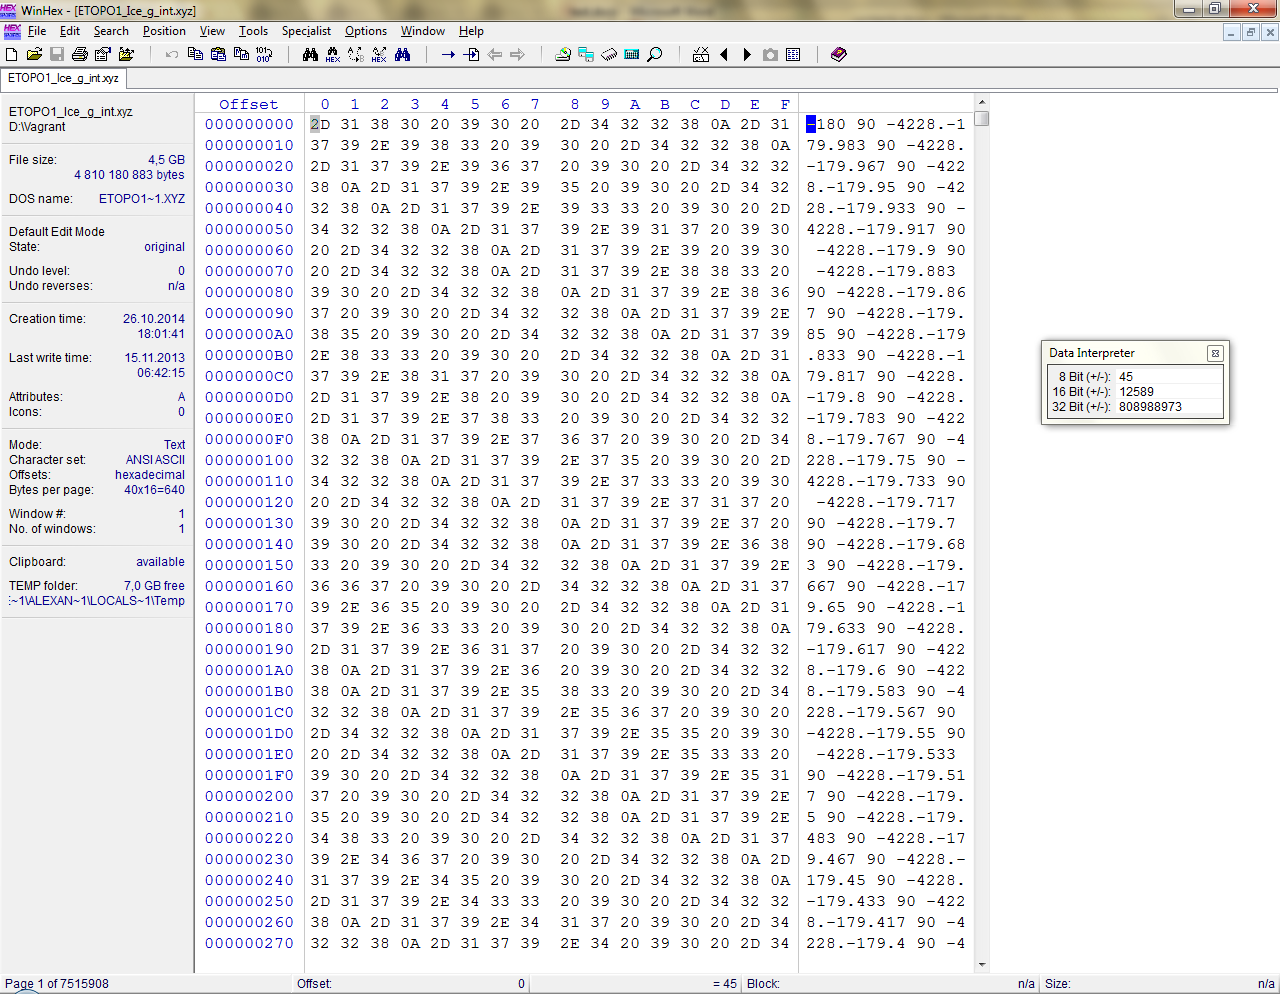 WinHex - [ETOPO1_Ice_g_int.xyz]
File Edit Search Position View Tools Specialist Options Window Help
ETOPO1_Ice_g_int.xyz
ETOPO1_Ice_g_int.xyz
D:\Vagrant
File size: 4,5 GB
4 810 180 883 bytes
DOS name: ETOPO1~1.XYZ
Default Edit Mode
State: original
Undo level: 0
Undo reverses: n/a
Creation time: 26.10.2014
18:01:41
Last write time: 15.11.2013
06:42:15
Attributes: A
Icons: 0
Mode: Text
Character set: ANSI ASCII
Offsets: hexadecimal
Bytes per page: 40x16=640
Window #: 1
No. of windows: 1
Clipboard: available
TEMP folder: 7,0 GB free
~1\ALEXAN~1\LOCALS~1\Temp
Offset 0 1 2 3 4 5 6 7 8 9 A B C D E F
000000000 2D 31 38 30 20 39 30 20 2D 34 32 32 38 0A 2D 31 -180 90 -4228.-1
000000010 37 39 2E 39 38 33 20 39 30 20 2D 34 32 32 38 0A 79.983 90 -4228.
000000020 2D 31 37 39 2E 39 36 37 20 39 30 20 2D 34 32 32 -179.967 90 -422
000000030 38 0A 2D 31 37 39 2E 39 35 20 39 30 20 2D 34 32 8.-179.95 90 -42
000000040 32 38 0A 2D 31 37 39 2E 39 33 33 20 39 30 20 2D 28.-179.933 90 -
000000050 34 32 32 38 0A 2D 31 37 39 2E 39 31 37 20 39 30 4228.-179.917 90
000000060 20 2D 34 32 32 38 0A 2D 31 37 39 2E 39 20 39 30 -4228.-179.9 90
000000070 20 2D 34 32 32 38 0A 2D 31 37 39 2E 38 38 33 20 -4228.-179.883
000000080 39 30 20 2D 34 32 32 38 0A 2D 31 37 39 2E 38 36 90 -4228.-179.86
000000090 37 20 39 30 20 2D 34 32 32 38 0A 2D 31 37 39 2E 7 90 -4228.-179.
0000000A0 38 35 20 39 30 20 2D 34 32 32 38 0A 2D 31 37 39 85 90 -4228.-179
0000000B0 2E 38 33 33 20 39 30 20 2D 34 32 32 38 0A 2D 31 .833 90 -4228.-1
0000000C0 37 39 2E 38 31 37 20 39 30 20 2D 34 32 32 38 0A 79.817 90 -4228.
0000000D0 2D 31 37 39 2E 38 20 39 30 20 2D 34 32 32 38 0A -179.8 90 -4228.
0000000E0 2D 31 37 39 2E 37 38 33 20 39 30 20 2D 34 32 32 -179.783 90 -422
0000000F0 38 0A 2D 31 37 39 2E 37 36 37 20 39 30 20 2D 34 8.-179.767 90 -4
000000100 32 32 38 0A 2D 31 37 39 2E 37 35 20 39 30 20 2D 228.-179.75 90 -
000000110 34 32 32 38 0A 2D 31 37 39 2E 37 33 33 20 39 30 4228.-179.733 90
000000120 20 2D 34 32 32 38 0A 2D 31 37 39 2E 37 31 37 20 -4228.-179.717
000000130 39 30 20 2D 34 32 32 38 0A 2D 31 37 39 2E 37 20 90 -4228.-179.7
000000140 39 30 20 2D 34 32 32 38 0A 2D 31 37 39 2E 36 38 90 -4228.-179.68
000000150 33 20 39 30 20 2D 34 32 32 38 0A 2D 31 37 39 2E 3 90 -4228.-179.
000000160 36 36 37 20 39 30 20 2D 34 32 32 38 0A 2D 31 37 667 90 -4228.-17
000000170 39 2E 36 35 20 39 30 20 2D 34 32 32 38 0A 2D 31 9.65 90 -4228.-1
000000180 37 39 2E 36 33 33 20 39 30 20 2D 34 32 32 38 0A 79.633 90 -4228.
000000190 2D 31 37 39 2E 36 31 37 20 39 30 20 2D 34 32 32 -179.617 90 -422
0000001A0 38 0A 2D 31 37 39 2E 36 20 39 30 20 2D 34 32 32 8.-179.6 90 -422
0000001B0 38 0A 2D 31 37 39 2E 35 38 33 20 39 30 20 2D 34 8.-179.583 90 -4
0000001C0 32 32 38 0A 2D 31 37 39 2E 35 36 37 20 39 30 20 228.-179.567 90
0000001D0 2D 34 32 32 38 0A 2D 31 37 39 2E 35 35 20 39 30 -4228.-179.55 90
0000001E0 20 2D 34 32 32 38 0A 2D 31 37 39 2E 35 33 33 20 -4228.-179.533
0000001F0 39 30 20 2D 34 32 32 38 0A 2D 31 37 39 2E 35 31 90 -4228.-179.51
000000200 37 20 39 30 20 2D 34 32 32 38 0A 2D 31 37 39 2E 7 90 -4228.-179.
000000210 35 20 39 30 20 2D 34 32 32 38 0A 2D 31 37 39 2E 5 90 -4228.-179.
000000220 34 38 33 20 39 30 20 2D 34 32 32 38 0A 2D 31 37 483 90 -4228.-17
000000230 39 2E 34 36 37 20 39 30 20 2D 34 32 32 38 0A 2D 9.467 90 -4228.-
000000240 31 37 39 2E 34 35 20 39 30 20 2D 34 32 32 38 0A 179.45 90 -4228.
000000250 2D 31 37 39 2E 34 33 33 20 39 30 20 2D 34 32 32 -179.433 90 -422
000000260 38 0A 2D 31 37 39 2E 34 31 37 20 39 30 20 2D 34 8.-179.417 90 -4
000000270 32 32 38 0A 2D 31 37 39 2E 34 20 39 30 20 2D 34 228.-179.4 90 -4
Data Interpreter
8 Bit (+/-): 45
16 Bit (+/-): 12589
32 Bit (+/-): 808988973
Page 1 of 7515908 Offset: 0 = 45 Block: n/a Size: n/a